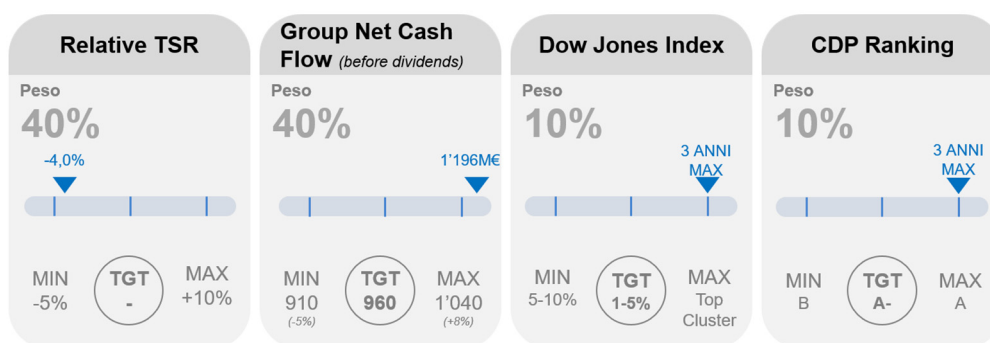 Relative TSR
Peso
40%
-4,0%
MIN
-5%
TGT
-
MAX
+10%
Group Net Cash
Flow (before dividends)
Peso
40%
1'196M€
MIN
910
(-5%)
TGT
960
MAX
1'040
(+8%)
Dow Jones Index
Peso
10%
3 ANNI
MAX
MIN
5-10%
TGT
1-5%
MAX
Top
Cluster
CDP Ranking
Peso
10%
3 ANNI
MAX
MIN
B
TGT
A-
MAX
A